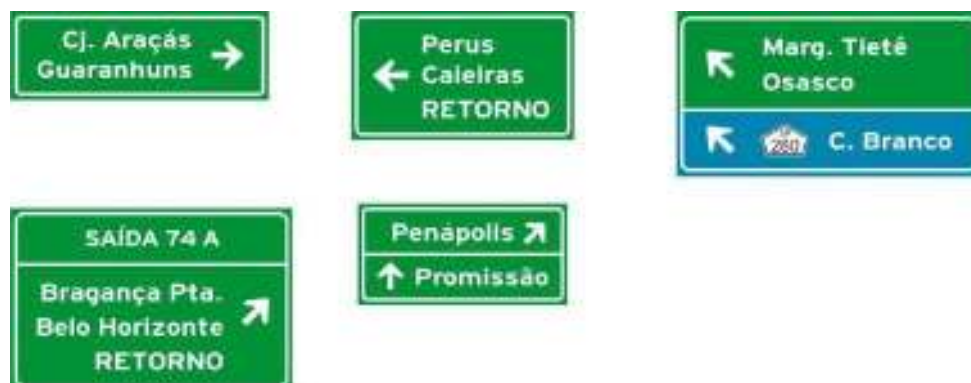 Cj. Araçás
Guaranhuns
Perus
Caieiras
RETORNO
Marg. Tietê
Osasco
280 C. Branco
SAÍDA 74 A
Bragança Pta.
Belo Horizonte
RETORNO
Penápolis
Promissão